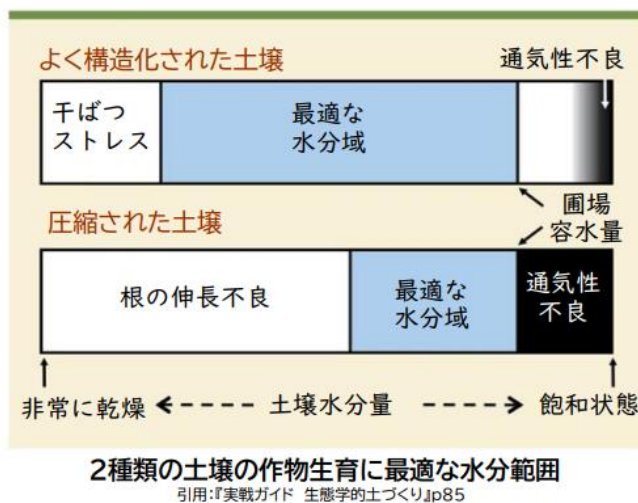 よく構造化された土壌
通気性不良
干ばつ
ストレス
最適な
水分域
圃場
容水量
圧縮された土壌
根の伸長不良
最適な
水分域
通気性
不良
非常に乾燥
土壌水分量
飽和状態
2種類の土壌の作物生育に最適な水分範囲
引用:『実戦ガイド 生態学的土づくり』p85